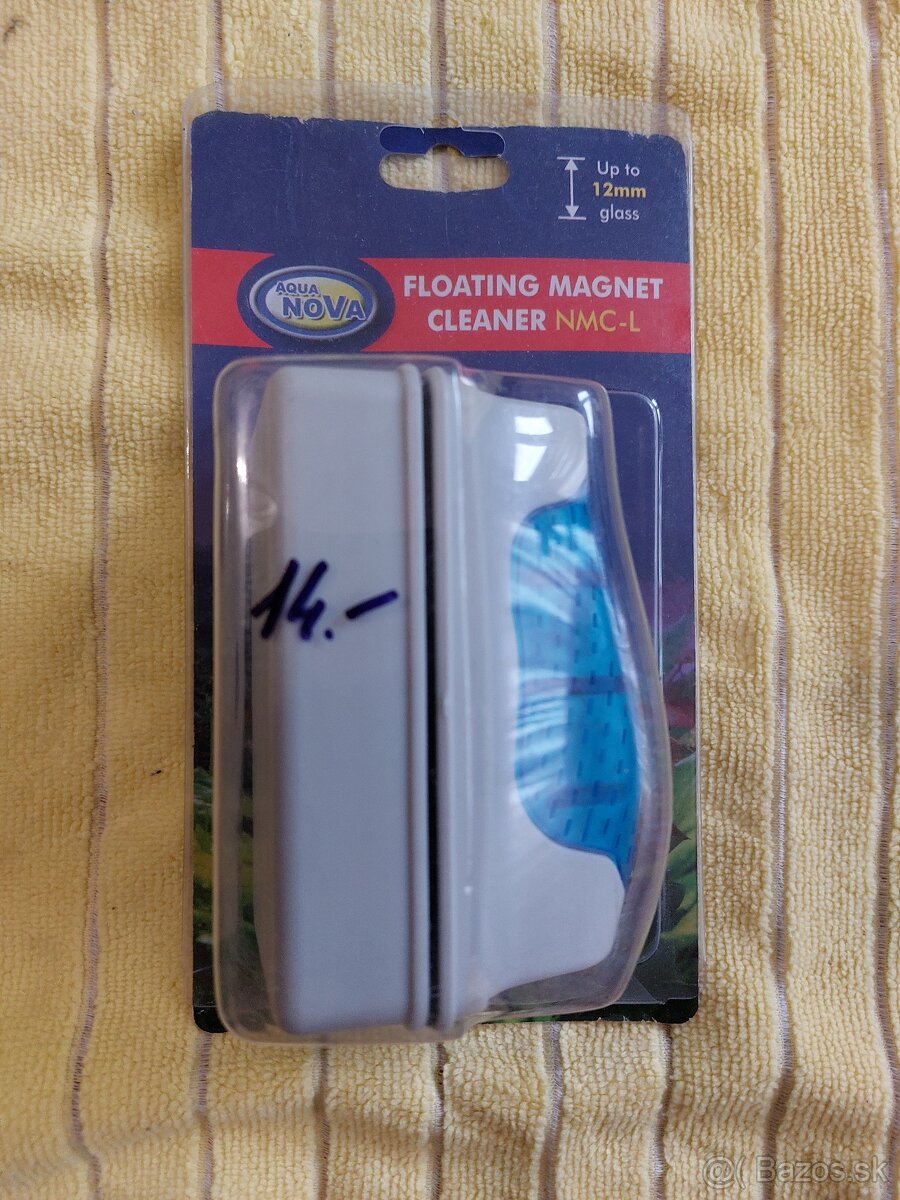 Up to
12mm
glass
AQUA
NOVA
FLOATING MAGNET
CLEANER NMC-L
14.-
@( Bazos.sk